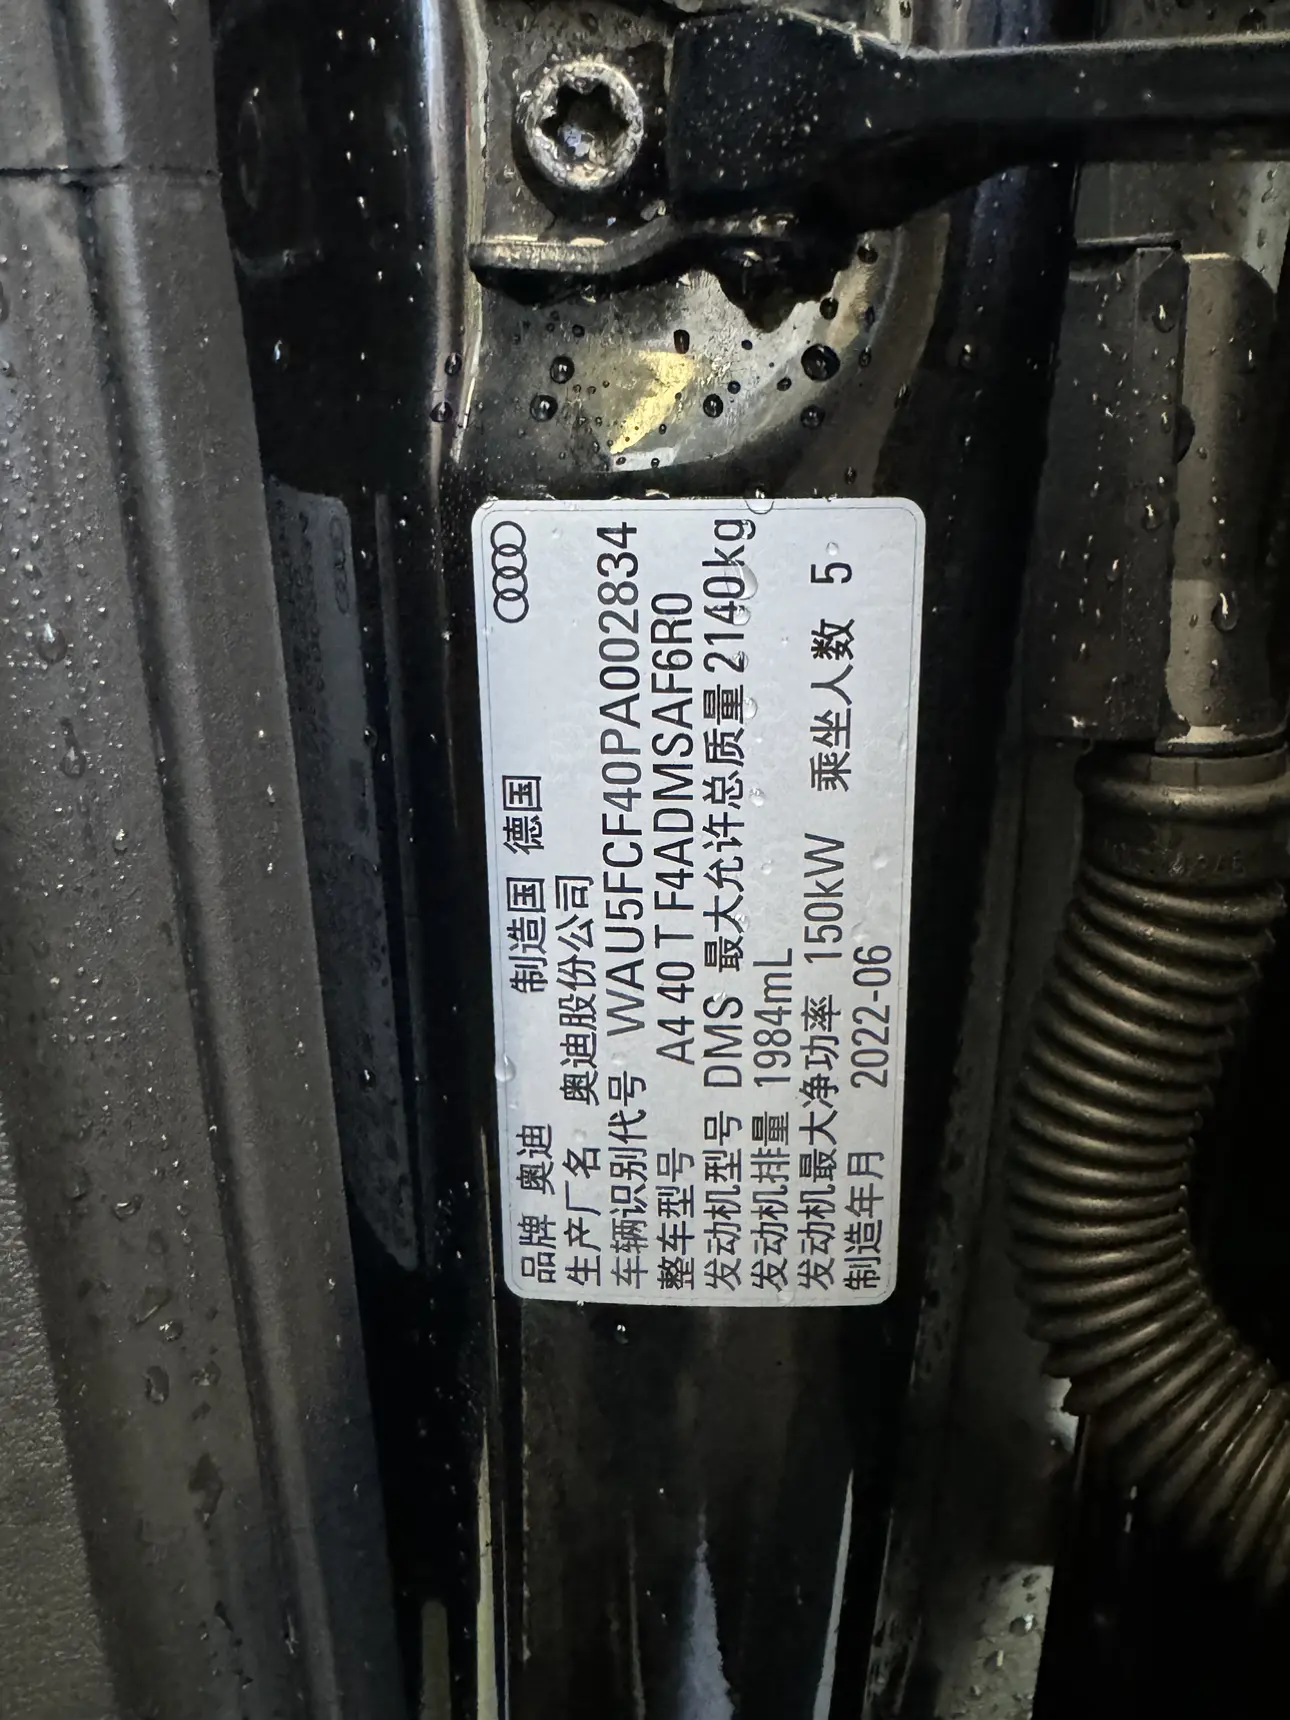 品牌 奥迪 制造国 德国
生产厂名 奥迪股份公司
车辆识别代号 WAU5FCF40PA002834
整车型号 A4 40 T F4ADMSAF6R0
发动机型号 DMS 最大允许总质量 2140kg
发动机排量 1984mL
发动机最大净功率 150kW 乘坐人数 5
制造年月 2022-06